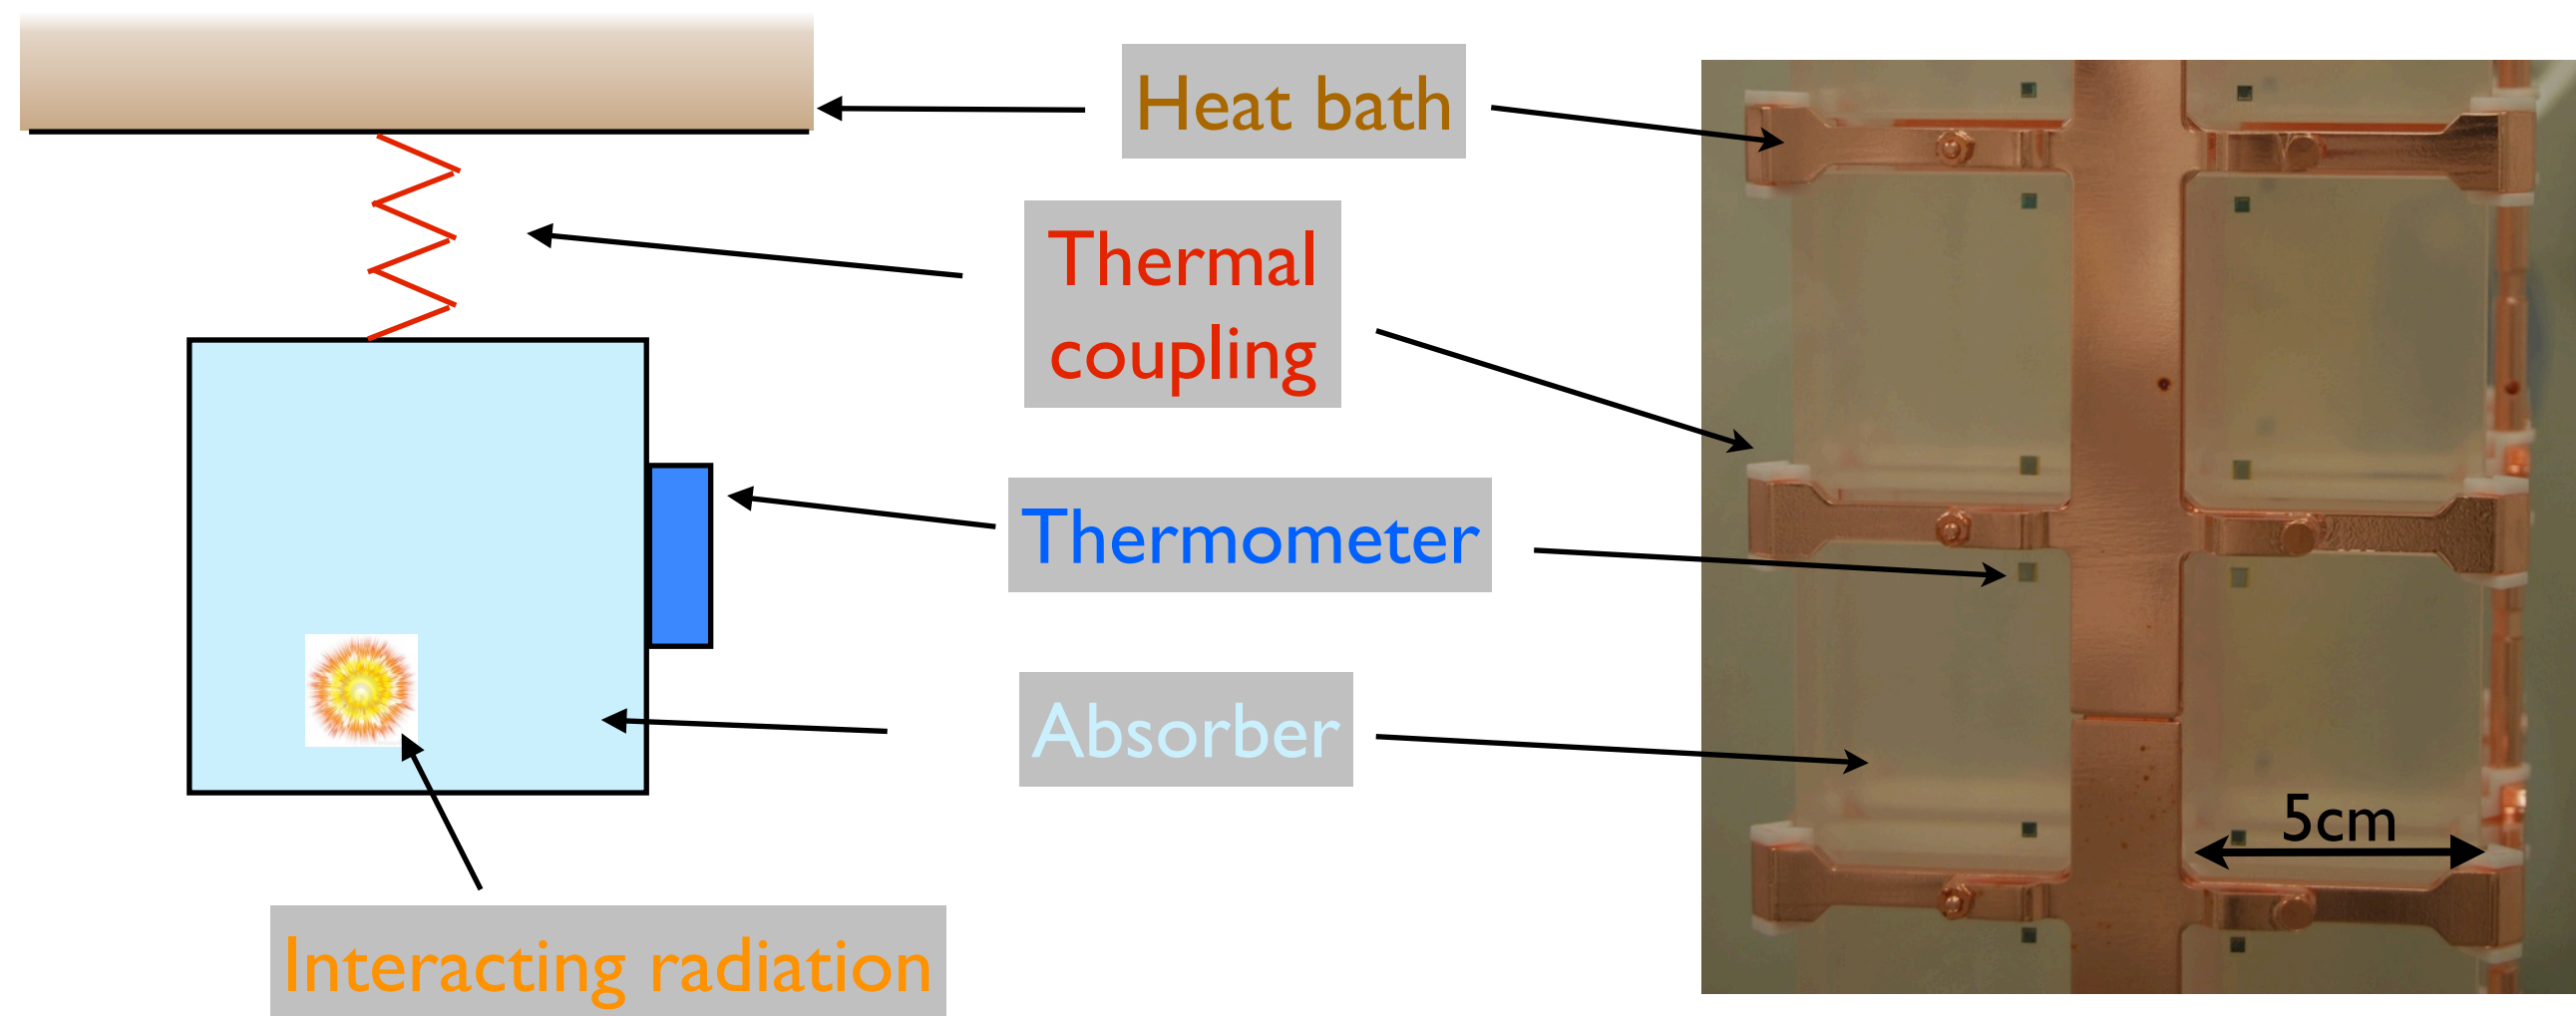 Heat bath
Thermal
coupling
Thermometer
Absorber
5cm
Interacting radiation